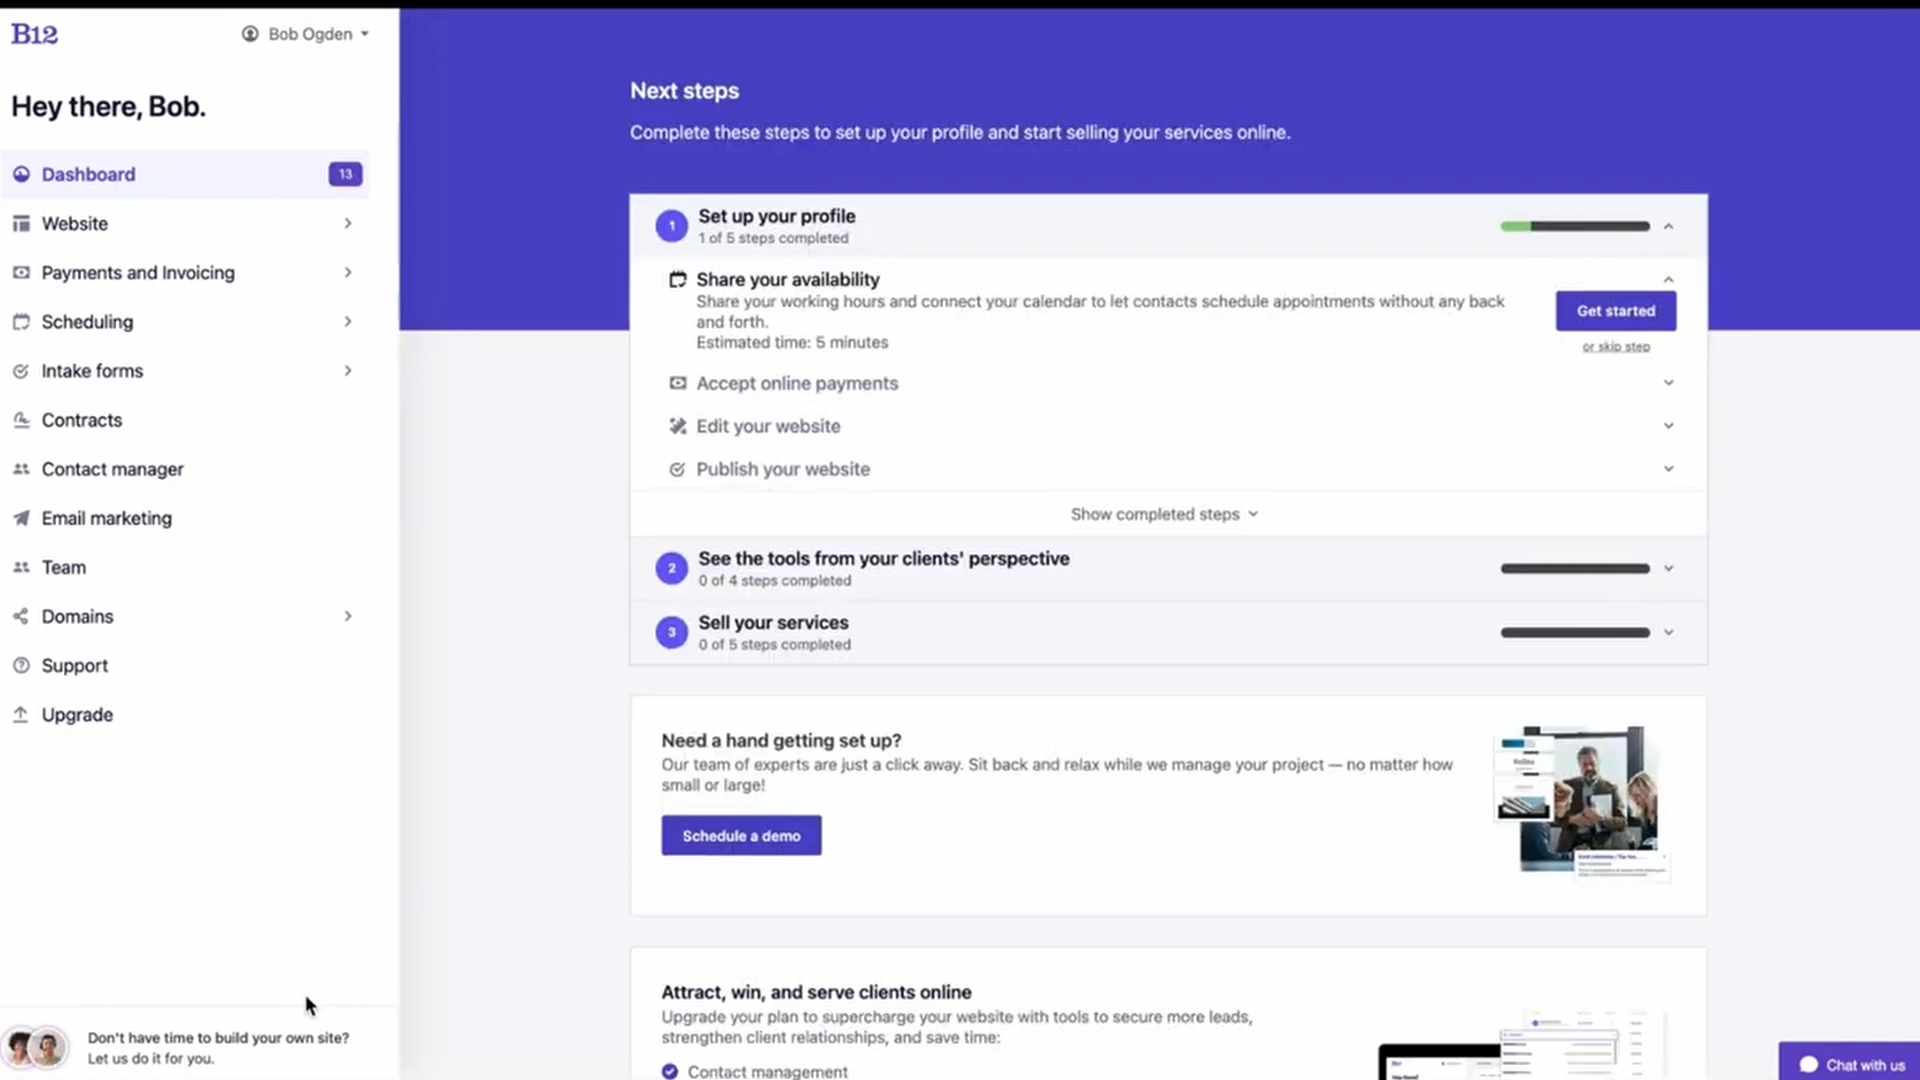 B12
Bob Ogden
Hey there, Bob.
Dashboard
13
Website
Payments and Invoicing
Scheduling
Intake forms
Contracts
Contact manager
Email marketing
Team
Domains
Support
Upgrade
Don't have time to build your own site?
Let us do it for you.
Next steps
Complete these steps to set up your profile and start selling your services online.
1
Set up your profile
1 of 5 steps completed
Share your availability
Share your working hours and connect your calendar to let contacts schedule appointments without any back
and forth.
Estimated time: 5 minutes
Get started
or skip step
Accept online payments
Edit your website
Publish your website
Show completed steps
2
See the tools from your clients' perspective
0 of 4 steps completed
3
Sell your services
0 of 5 steps completed
Need a hand getting set up?
Our team of experts are just a click away. Sit back and relax while we manage your project — no matter how
small or large!
Schedule a demo
Attract, win, and serve clients online
Upgrade your plan to supercharge your website with tools to secure more leads,
strengthen client relationships, and save time:
Contact management
Chat with us